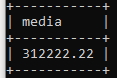 +-----------+
| media     |
+-----------+
| 312222.22 |
+-----------+